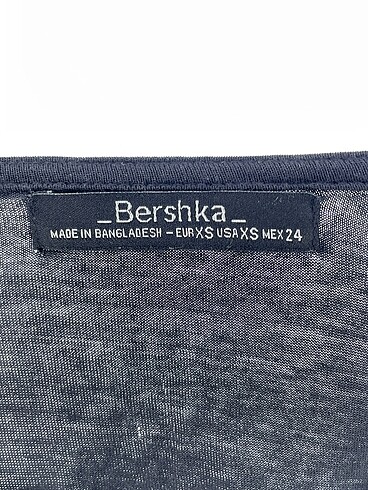 _Bershka_
MADE IN BANGLADESH - EUR XS USA XS MEX 24